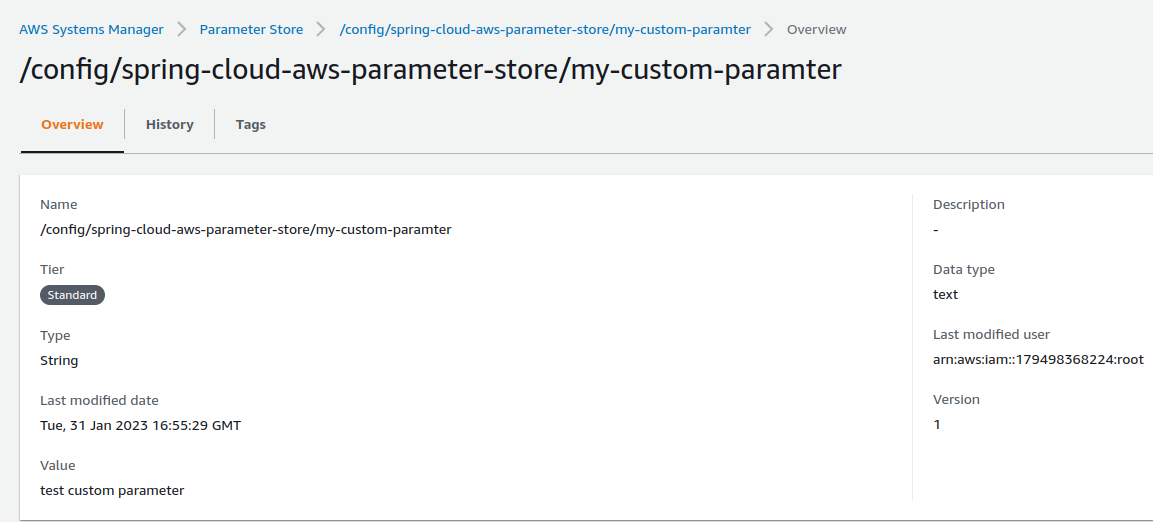 AWS Systems Manager > Parameter Store > /config/spring-cloud-aws-parameter-store/my-custom-paramter > Overview
/config/spring-cloud-aws-parameter-store/my-custom-paramter
Overview History Tags
Name
/config/spring-cloud-aws-parameter-store/my-custom-paramter
Tier
Standard
Type
String
Last modified date
Tue, 31 Jan 2023 16:55:29 GMT
Value
test custom parameter
Description
-
Data type
text
Last modified user
arn:aws:iam::179498368224:root
Version
1